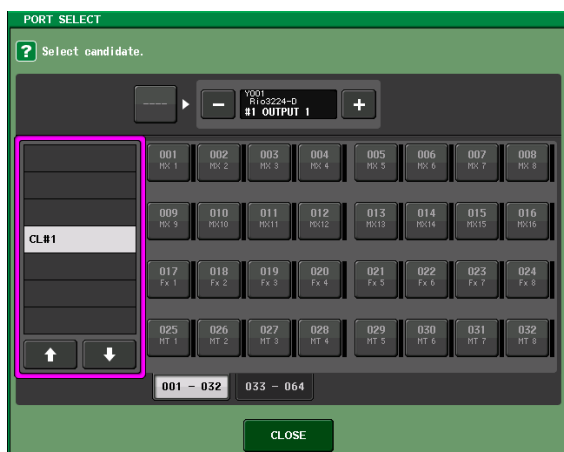 PORT SELECT
? Select candidate.
---- − Y001 +
Rio3224-D
#1 OUTPUT 1
001 002 003 004 005 006 007 008
MX 1 MX 2 MX 3 MX 4 MX 5 MX 6 MX 7 MX 8
009 010 011 012 013 014 015 016
MX 9 MX10 MX11 MX12 MX13 MX14 MX15 MX16
CL#1
017 018 019 020 021 022 023 024
Fx 1 Fx 2 Fx 3 Fx 4 Fx 5 Fx 6 Fx 7 Fx 8
025 026 027 028 029 030 031 032
MT 1 MT 2 MT 3 MT 4 MT 5 MT 6 MT 7 MT 8
001 - 032 033 - 064
CLOSE